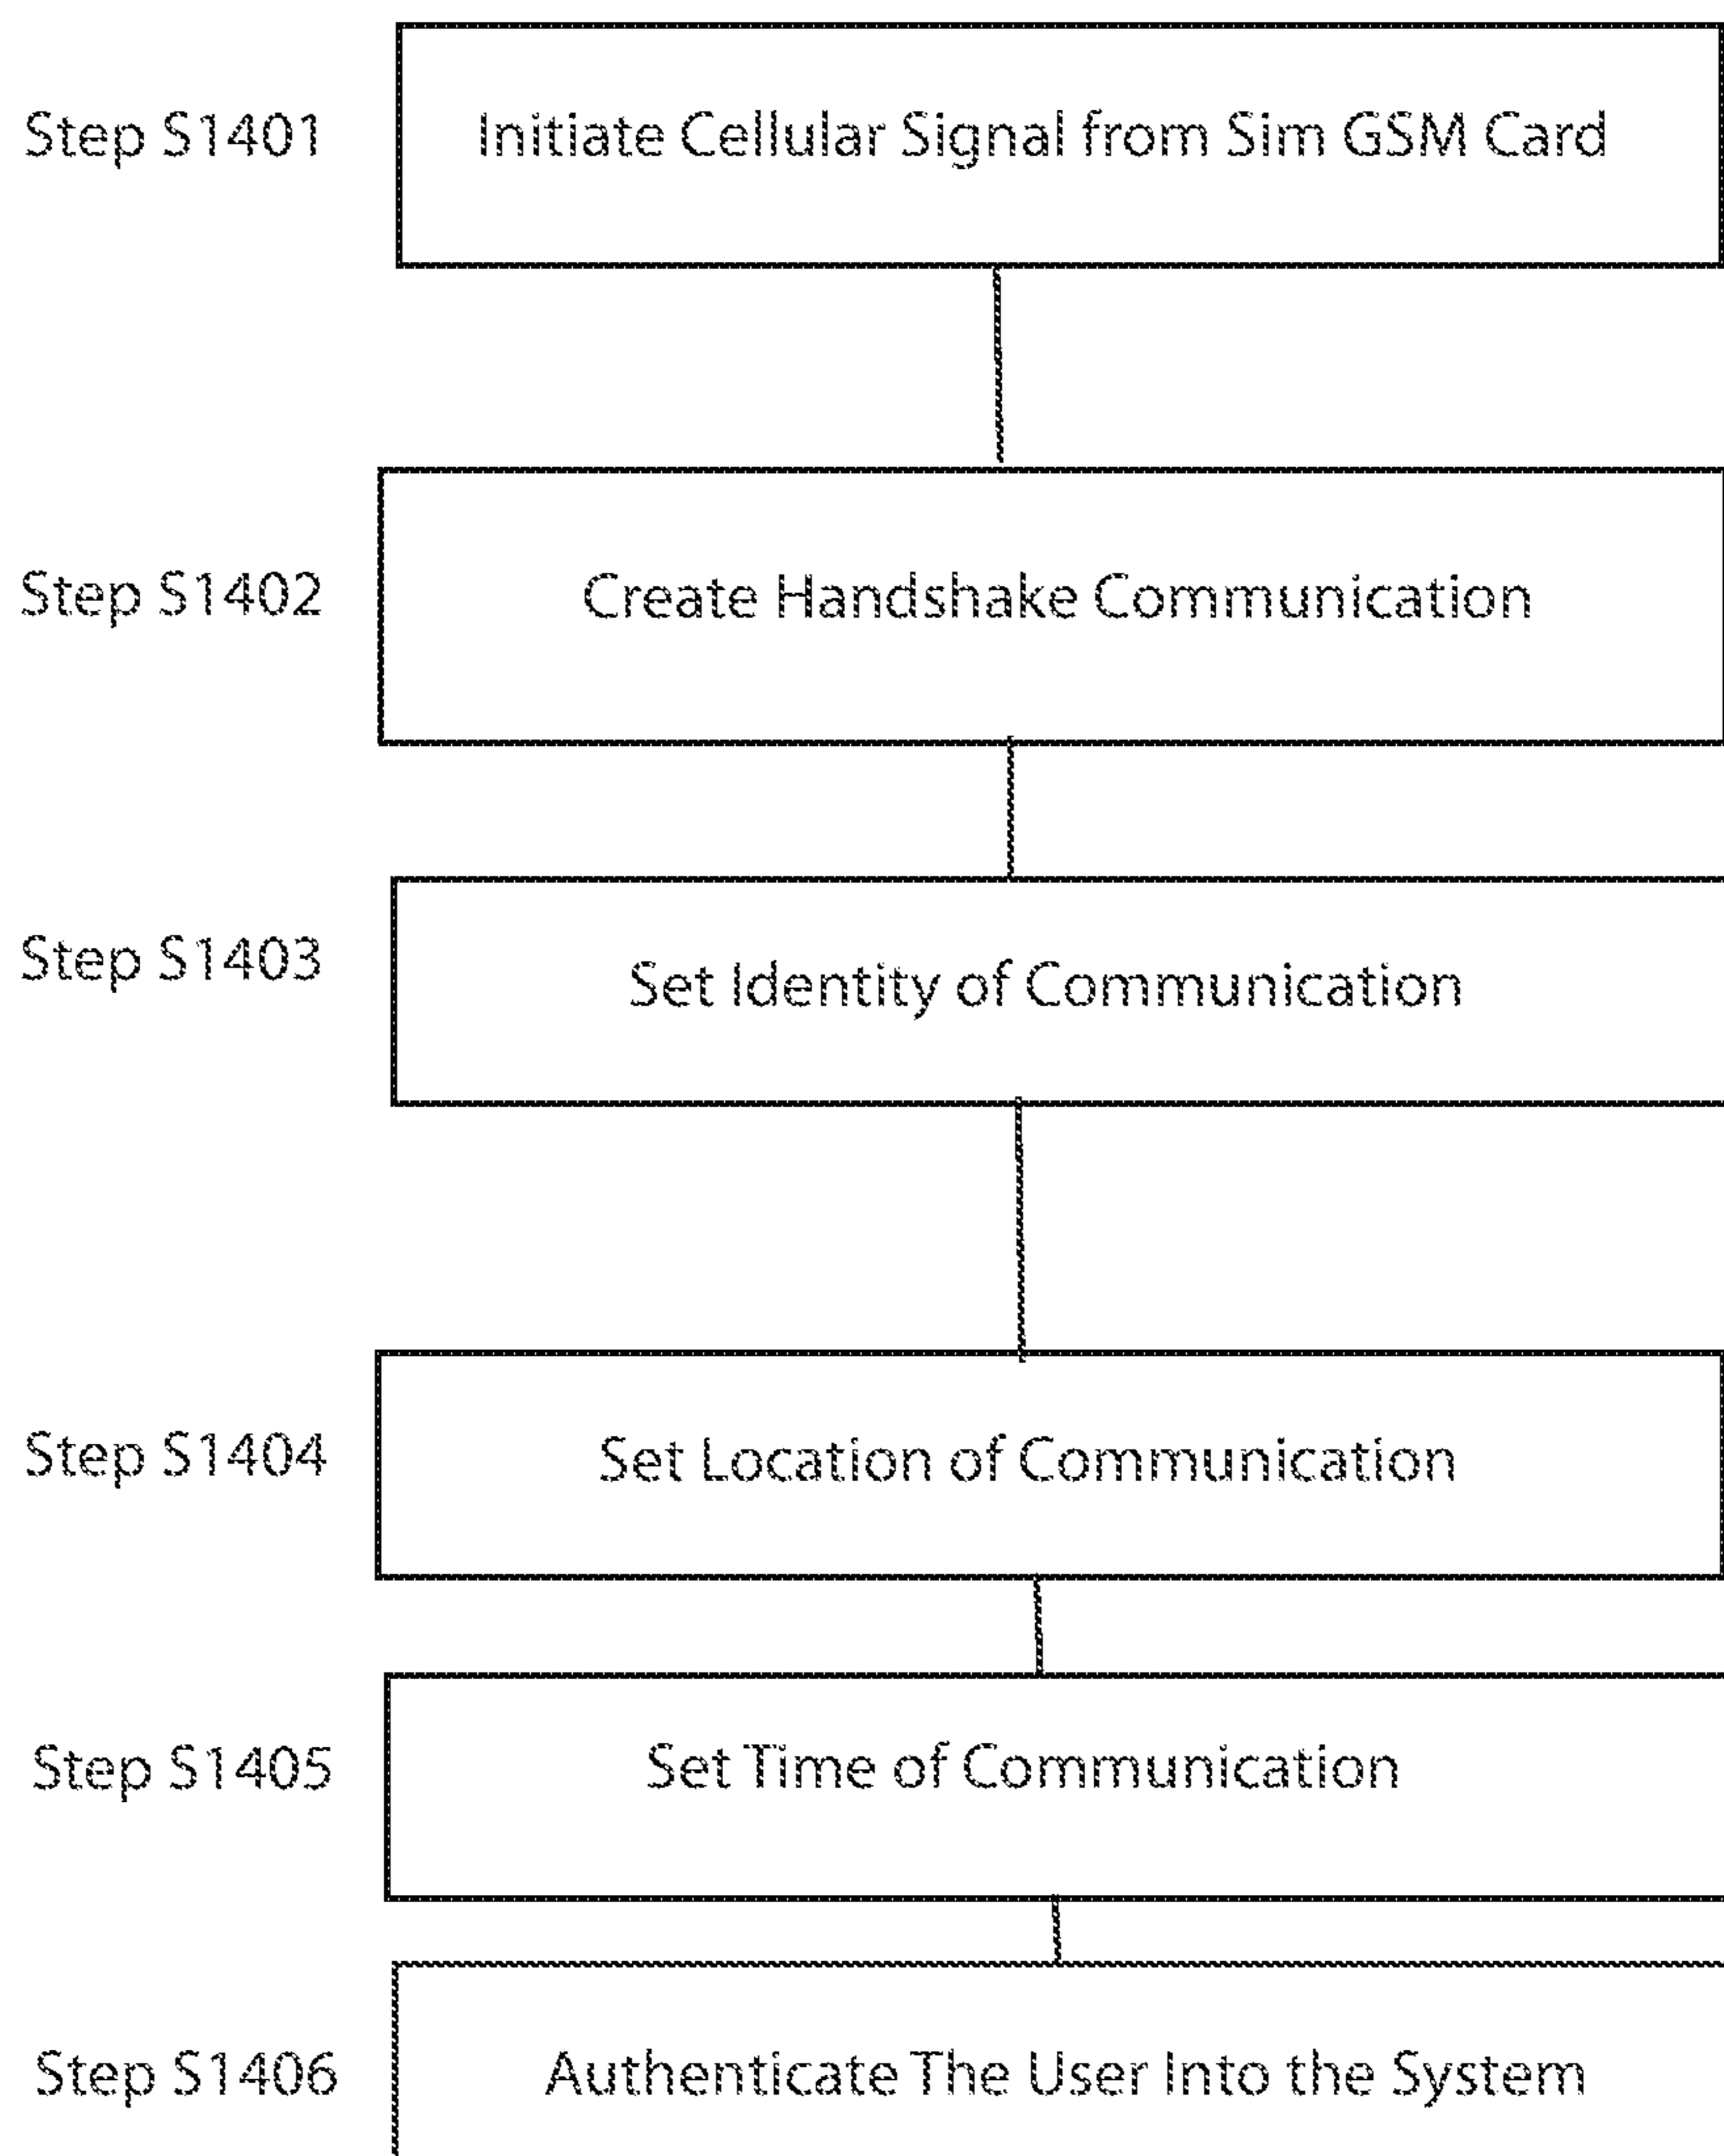 Step S1401 Initiate Cellular Signal from Sim GSM Card
Step S1402 Create Handshake Communication
Step S1403 Set Identity of Communication
Step S1404 Set Location of Communication
Step S1405 Set Time of Communication
Step S1406 Authenticate The User Into the System